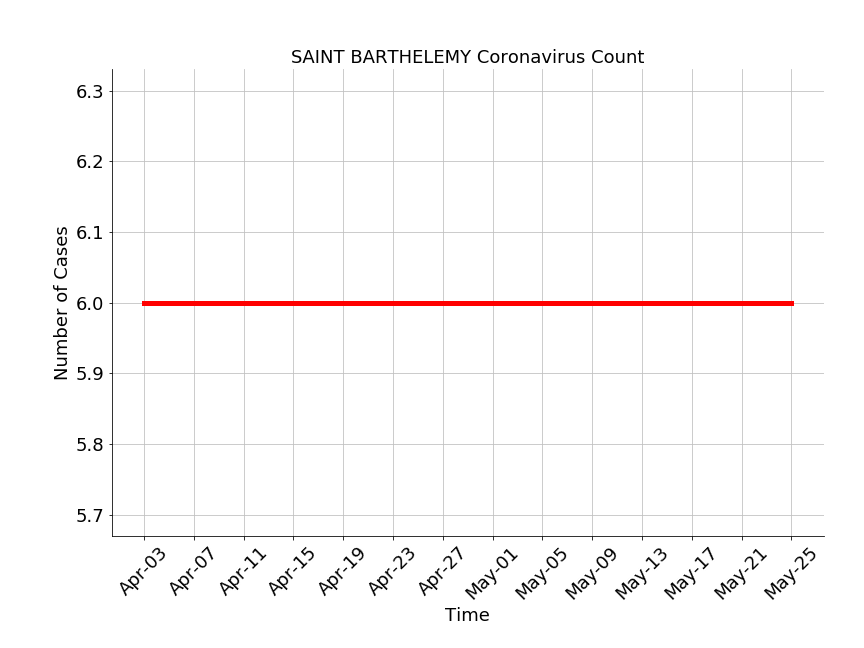 SAINT BARTHELEMY Coronavirus Count
Number of Cases
6.3
6.2
6.1
6.0
5.9
5.8
5.7
Apr-03 Apr-07 Apr-11 Apr-15 Apr-19 Apr-23 Apr-27 May-01 May-05 May-09 May-13 May-17 May-21 May-25
Time